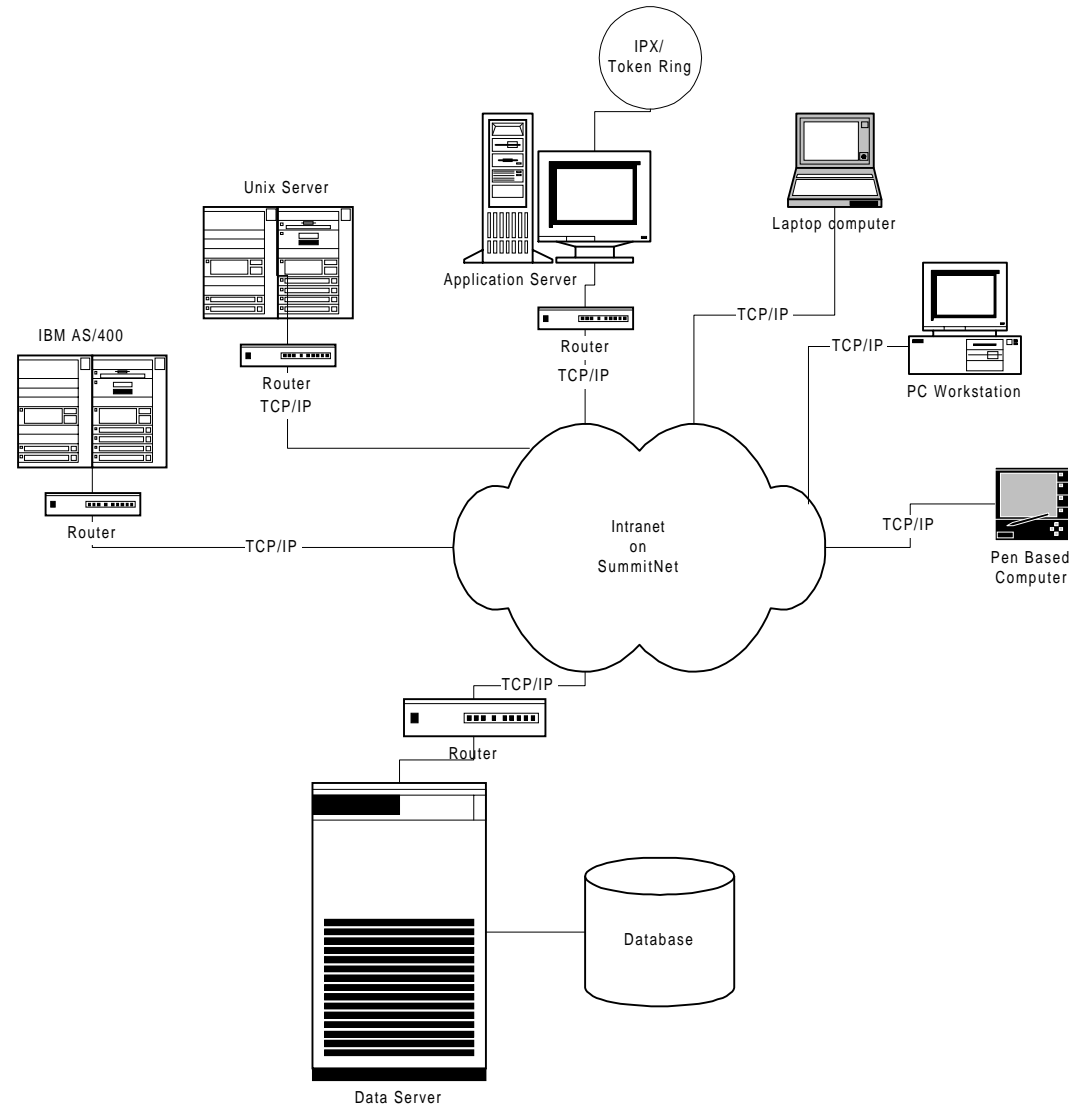 IPX/
Token Ring
Unix Server
Laptop computer
Application Server
TCP/IP
IBM AS/400
Router
TCP/IP
TCP/IP
Router
TCP/IP
PC Workstation
Router
TCP/IP
TCP/IP
Intranet
on
SummitNet
Pen Based
Computer
TCP/IP
Router
Database
Data Server